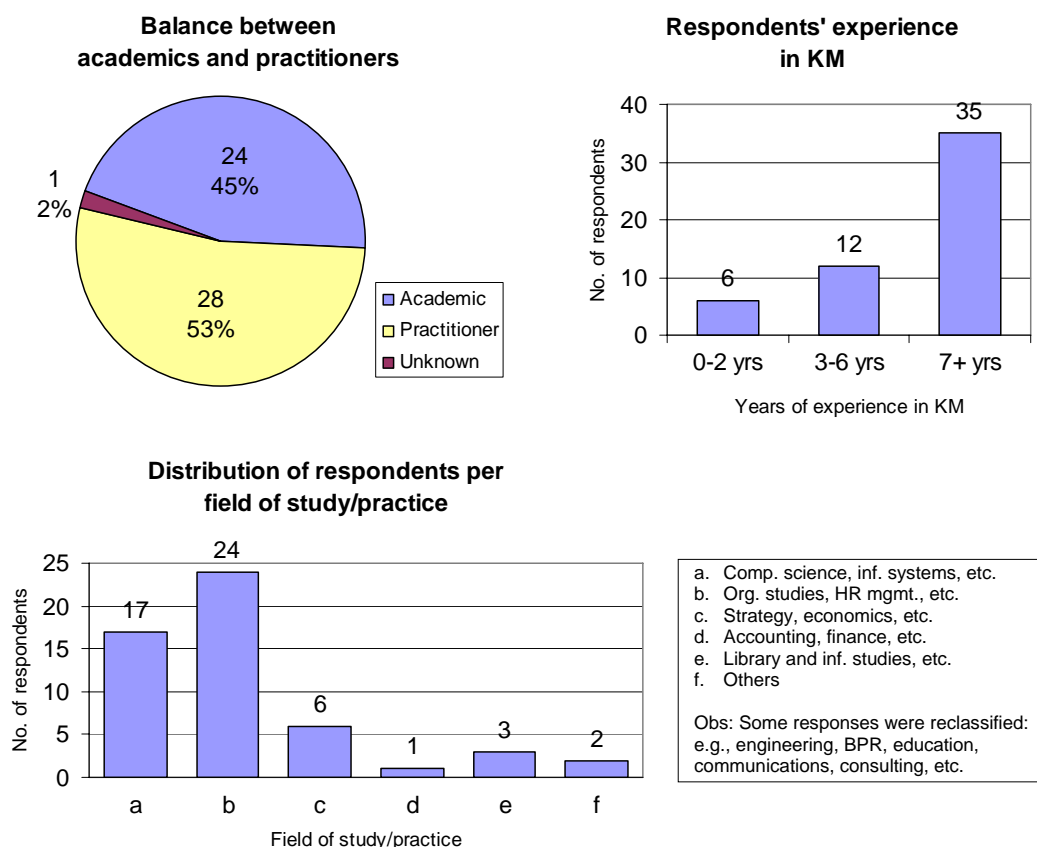 Balance between
academics and practitioners
24
45%
1
2%
28
53%
Academic
Practitioner
Unknown
Respondents' experience
in KM
No. of respondents
40
30
20
10
0
6
12
35
0-2 yrs
3-6 yrs
7+ yrs
Years of experience in KM
Distribution of respondents per
field of study/practice
No. of respondents
25
20
15
10
5
0
17
24
6
1
3
2
a
b
c
d
e
f
Field of study/practice
a. Comp. science, inf. systems, etc.
b. Org. studies, HR mgmt., etc.
c. Strategy, economics, etc.
d. Accounting, finance, etc.
e. Library and inf. studies, etc.
f. Others
Obs: Some responses were reclassified:
e.g., engineering, BPR, education,
communications, consulting, etc.